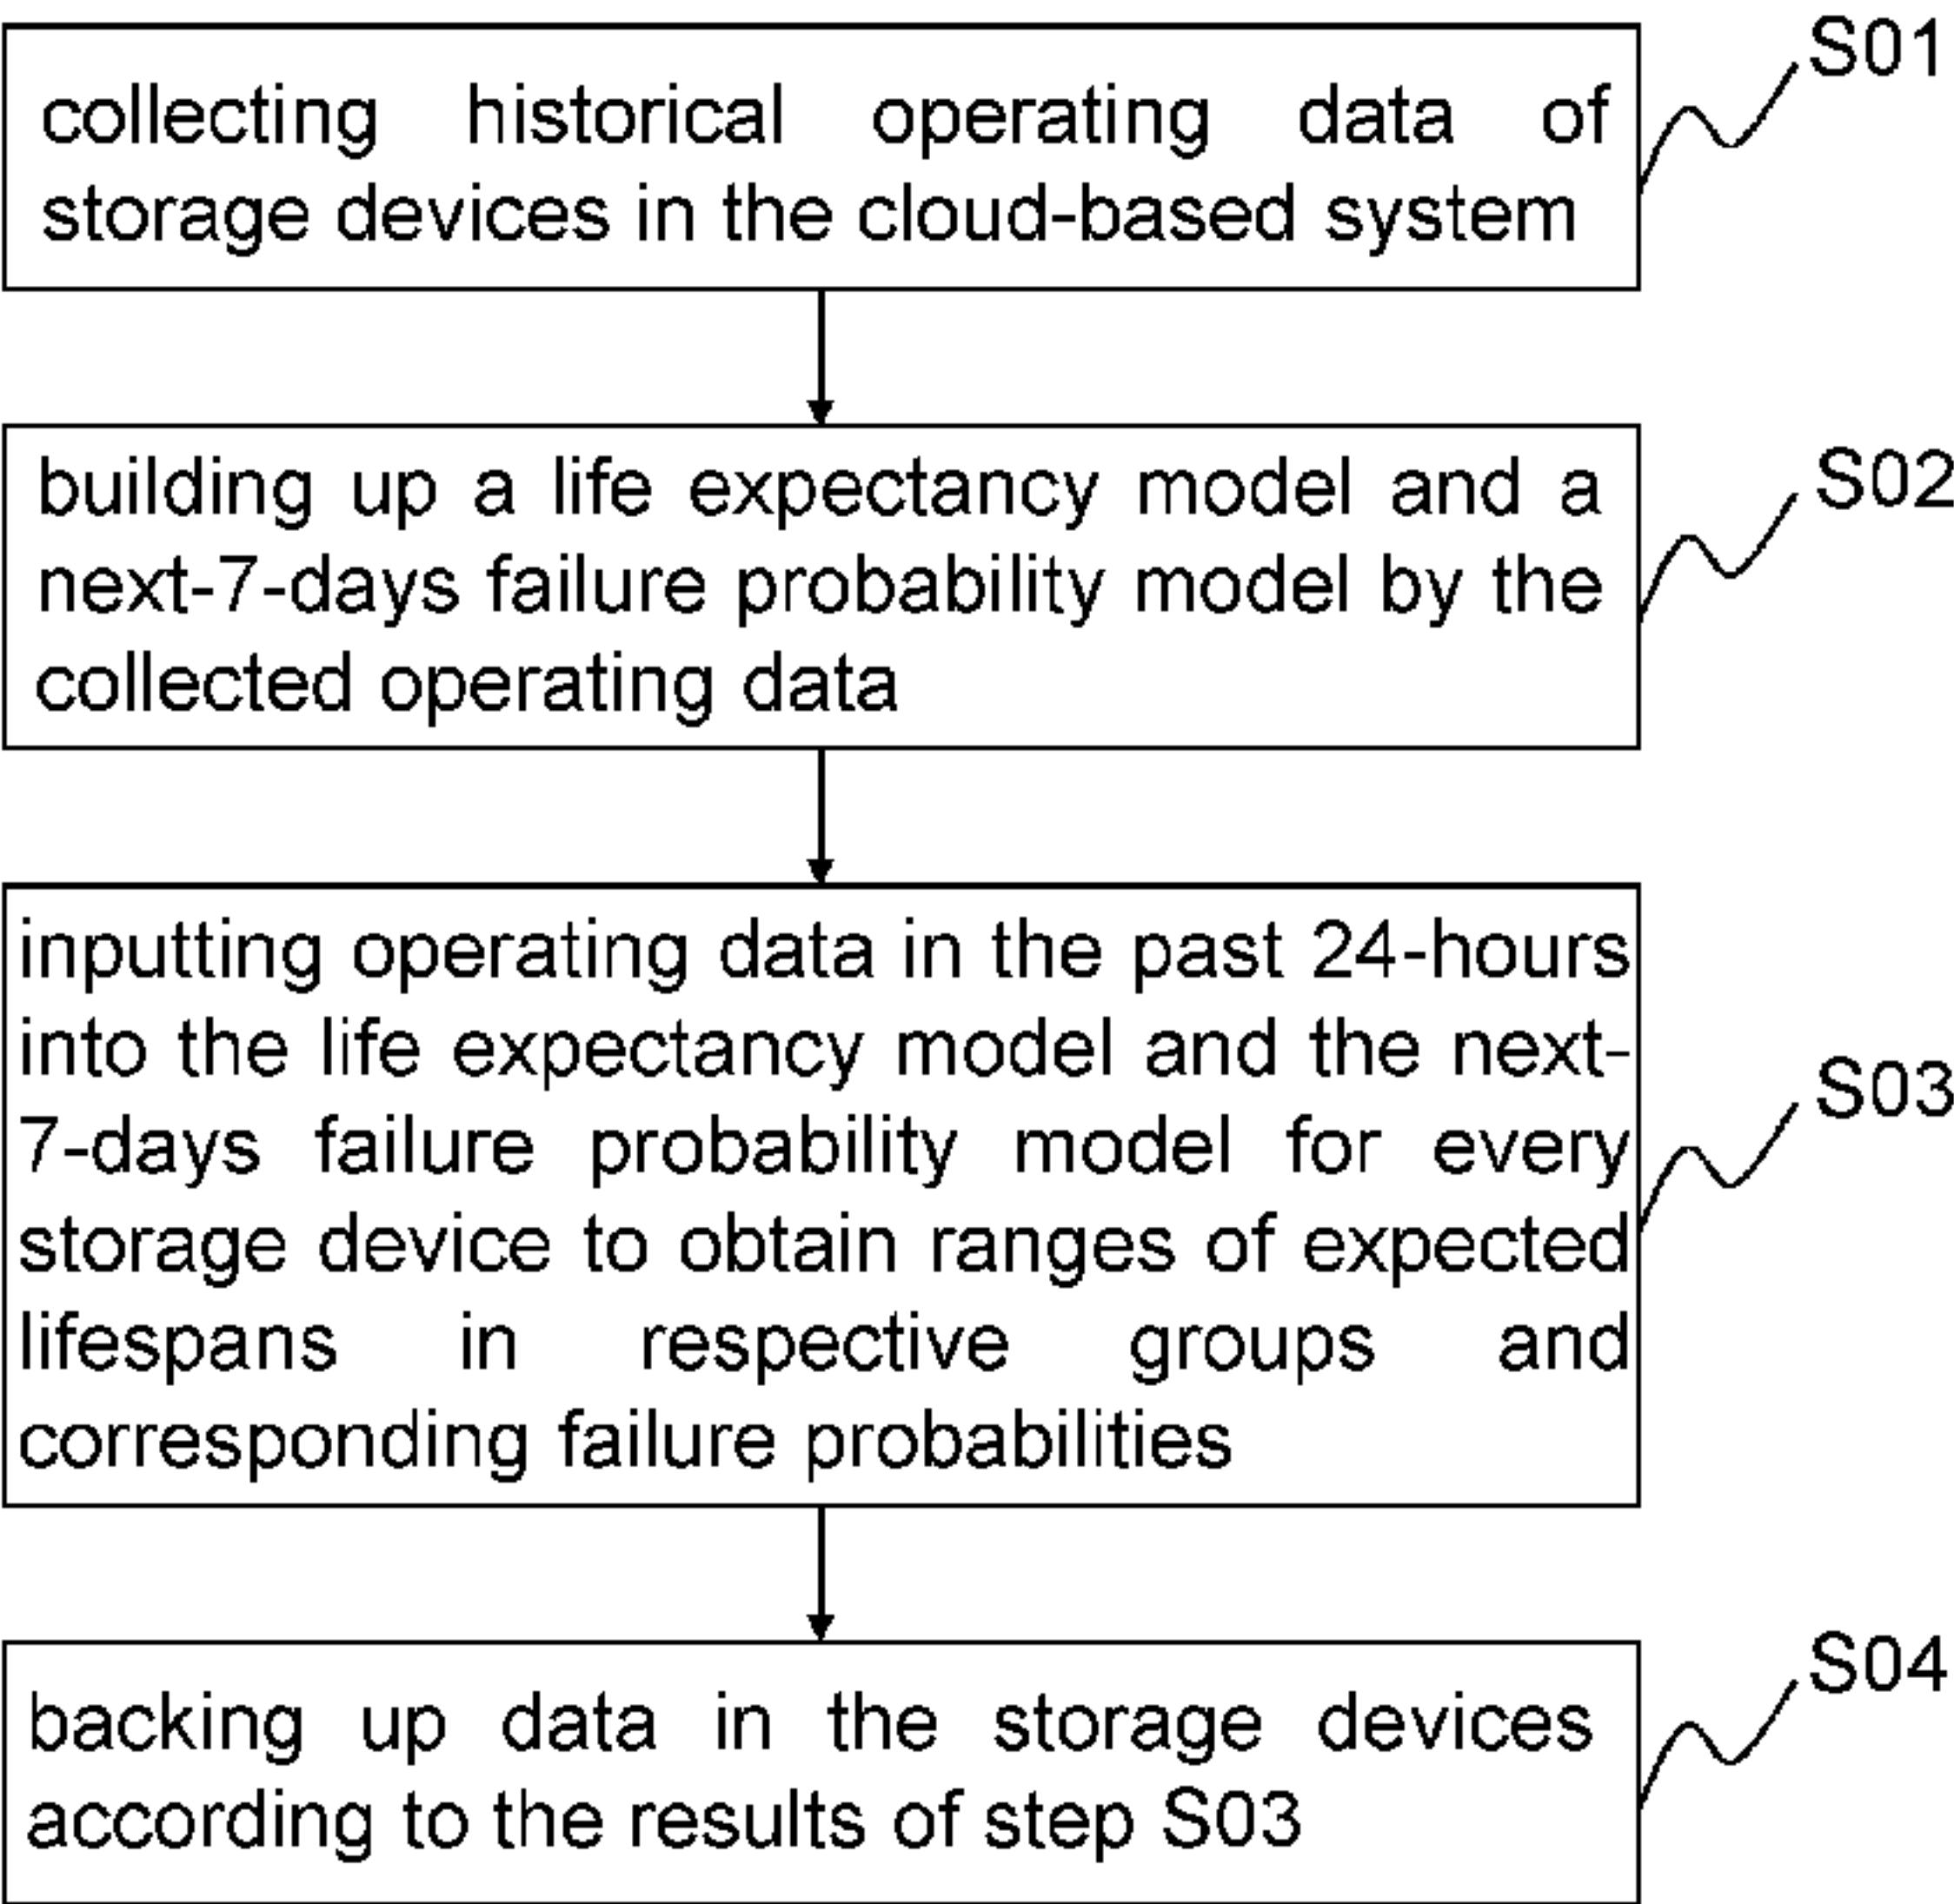 S01
collecting historical operating data of
storage devices in the cloud-based system
S02
building up a life expectancy model and a
next-7-days failure probability model by the
collected operating data
S03
inputting operating data in the past 24-hours
into the life expectancy model and the next-
7-days failure probability model for every
storage device to obtain ranges of expected
lifespans in respective groups and
corresponding failure probabilities
S04
backing up data in the storage devices
according to the results of step S03